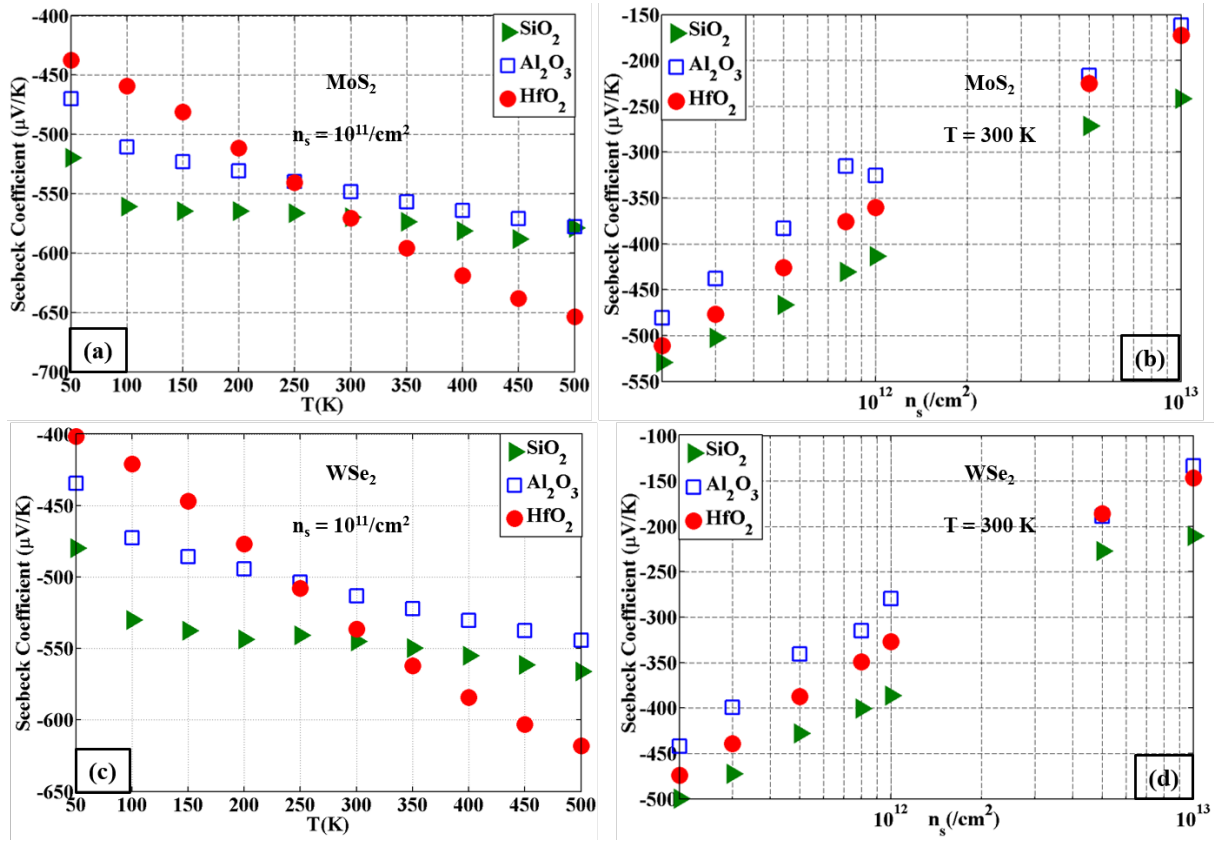 -400
-450
-500
-550
-600
-650
-700
Seebeck Coefficient (μV/K)
SiO2
Al2O3
HfO2
MoS2
ns = 10^11/cm^2
(a)
50 100 150 200 250 300 350 400 450 500
T(K)
-150
-200
-250
-300
-350
-400
-450
-500
-550
Seebeck Coefficient (μV/K)
SiO2
Al2O3
HfO2
MoS2
T = 300 K
(b)
10^12 ns(/cm^2) 10^13
-400
-450
-500
-550
-600
-650
Seebeck Coefficient (μV/K)
SiO2
Al2O3
HfO2
WSe2
ns = 10^11/cm^2
(c)
50 100 150 200 250 300 350 400 450 500
T(K)
-100
-150
-200
-250
-300
-350
-400
-450
-500
Seebeck Coefficient (μV/K)
SiO2
Al2O3
HfO2
WSe2
T = 300 K
(d)
10^12 ns(/cm^2) 10^13